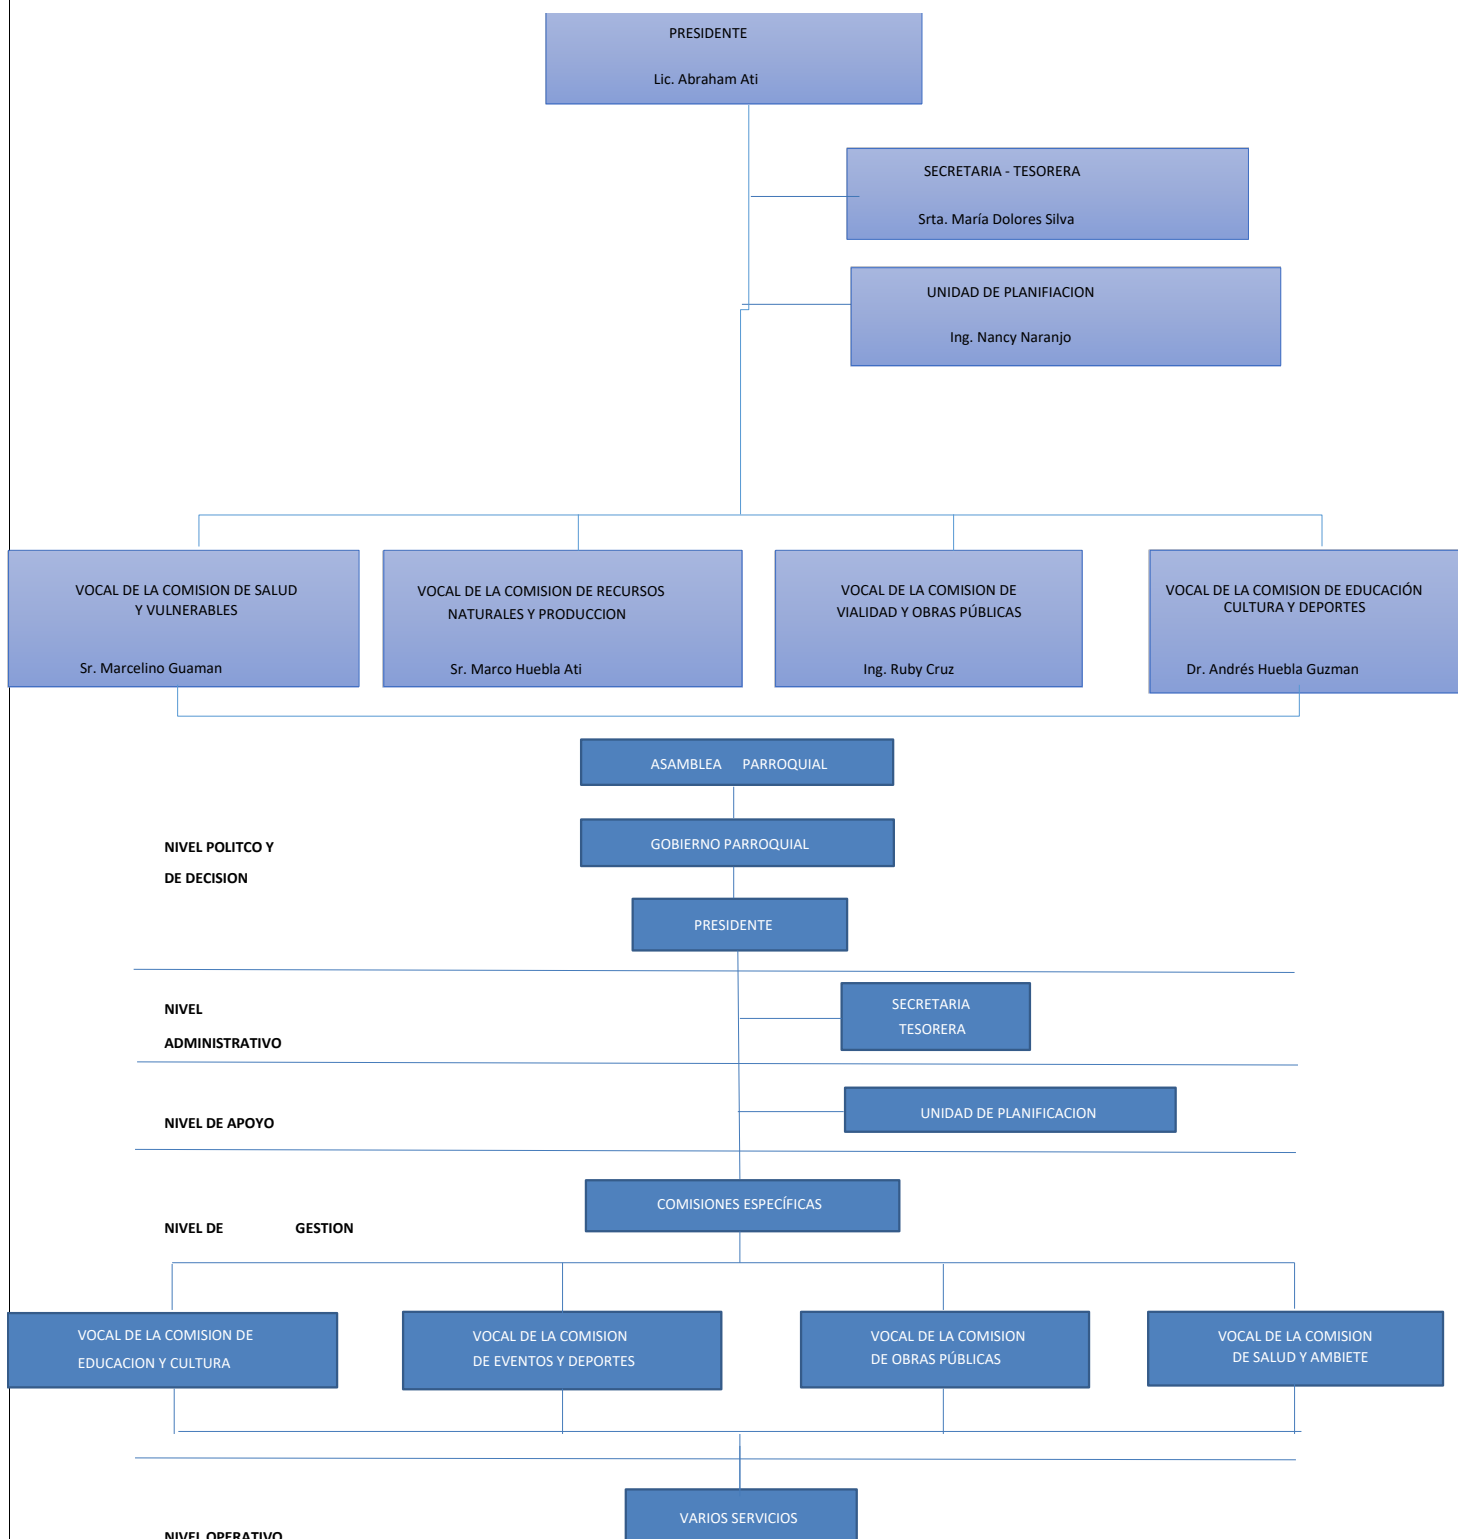 PRESIDENTE
Lic. Abraham Ati
SECRETARIA - TESORERA
Srta. María Dolores Silva
UNIDAD DE PLANIFIACION
Ing. Nancy Naranjo
VOCAL DE LA COMISION DE SALUD
Y VULNERABLES
Sr. Marcelino Guaman
VOCAL DE LA COMISION DE RECURSOS
NATURALES Y PRODUCCION
Sr. Marco Huebla Ati
VOCAL DE LA COMISION DE
VIALIDAD Y OBRAS PÚBLICAS
Ing. Ruby Cruz
VOCAL DE LA COMISION DE EDUCACIÓN
CULTURA Y DEPORTES
Dr. Andrés Huebla Guzman
ASAMBLEA PARROQUIAL
NIVEL POLITCO Y
DE DECISION
GOBIERNO PARROQUIAL
PRESIDENTE
NIVEL
ADMINISTRATIVO
SECRETARIA
TESORERA
NIVEL DE APOYO
UNIDAD DE PLANIFICACION
COMISIONES ESPECÍFICAS
NIVEL DE GESTION
VOCAL DE LA COMISION DE
EDUCACION Y CULTURA
VOCAL DE LA COMISION
DE EVENTOS Y DEPORTES
VOCAL DE LA COMISION
DE OBRAS PÚBLICAS
VOCAL DE LA COMISION
DE SALUD Y AMBIETE
VARIOS SERVICIOS
NIVEL OPERATIVO